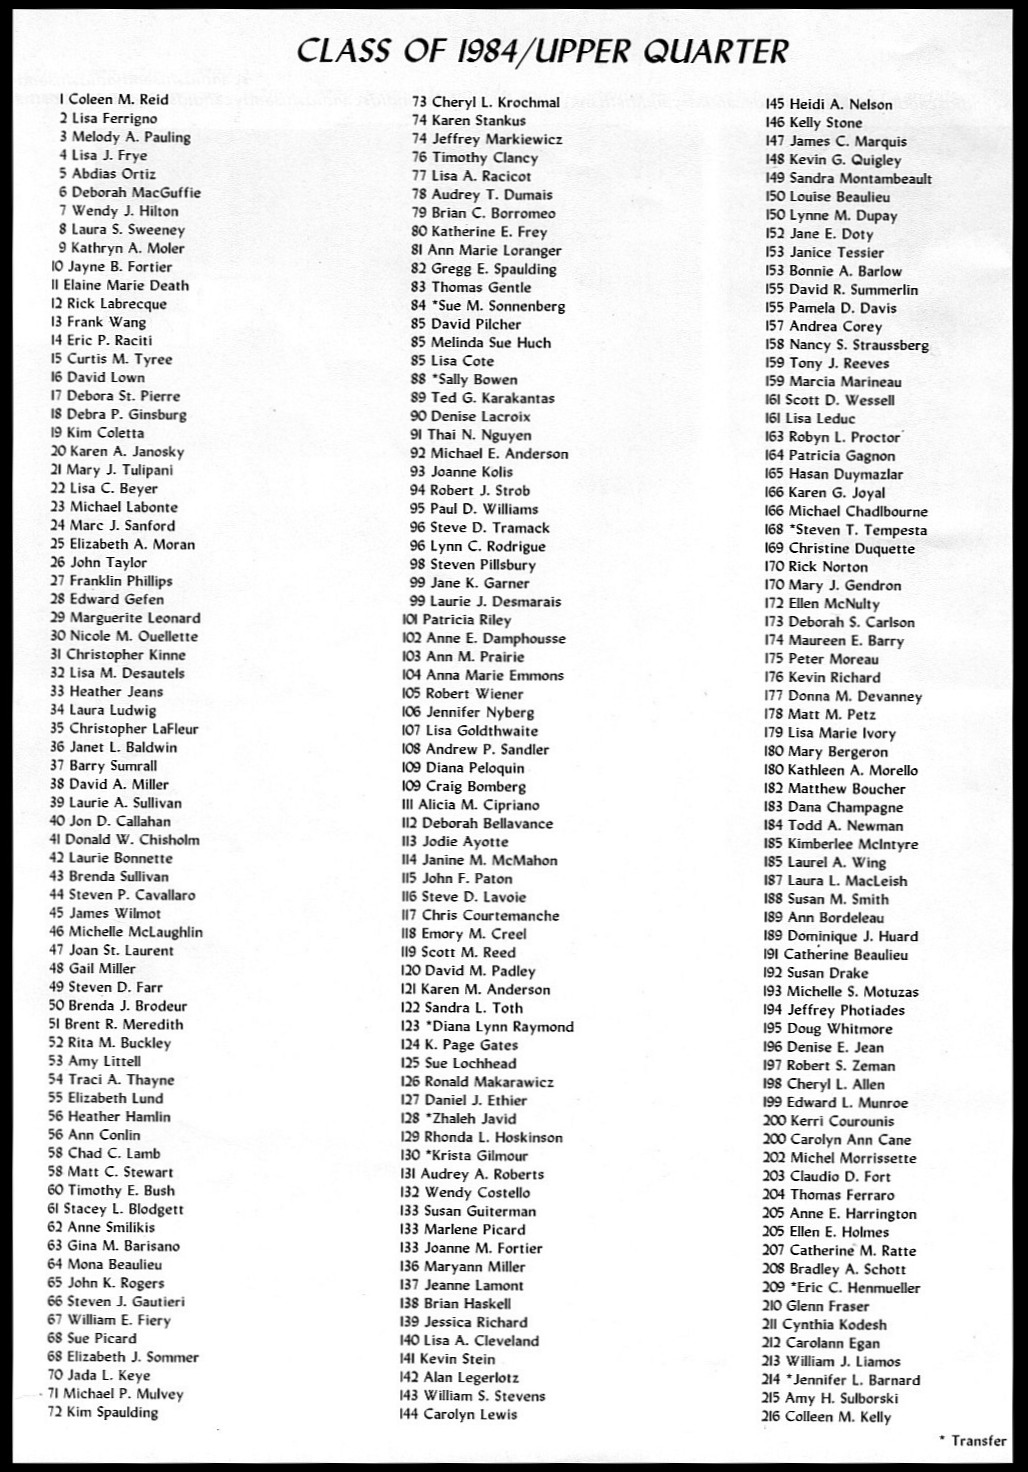 CLASS OF 1984/UPPER QUARTER
1 Coleen M. Reid
2 Lisa Ferrigno
3 Melody A. Pauling
4 Lisa J. Frye
5 Abdias Ortiz
6 Deborah MacGuffie
7 Wendy J. Hilton
8 Laura S. Sweeney
9 Kathryn A. Moler
10 Jayne B. Fortier
11 Elaine Marie Death
12 Rick Labrecque
13 Frank Wang
14 Eric P. Raciti
15 Curtis M. Tyree
16 David Lown
17 Debora St. Pierre
18 Debra P. Ginsburg
19 Kim Coletta
20 Karen A. Janosky
21 Mary J. Tulipani
22 Lisa C. Beyer
23 Michael Labonte
24 Marc J. Sanford
25 Elizabeth A. Moran
26 John Taylor
27 Franklin Phillips
28 Edward Gefen
29 Marguerite Leonard
30 Nicole M. Ouellette
31 Christopher Kinne
32 Lisa M. Desautels
33 Heather Jeans
34 Laura Ludwig
35 Christopher LaFleur
36 Janet L. Baldwin
37 Barry Sumrall
38 David A. Miller
39 Laurie A. Sullivan
40 Jon D. Callahan
41 Donald W. Chisholm
42 Laurie Bonnette
43 Brenda Sullivan
44 Steven P. Cavallaro
45 James Wilmot
46 Michelle McLaughlin
47 Joan St. Laurent
48 Gail Miller
49 Steven D. Farr
50 Brenda J. Brodeur
51 Brent R. Meredith
52 Rita M. Buckley
53 Amy Littell
54 Traci A. Thayne
55 Elizabeth Lund
56 Heather Hamlin
56 Ann Conlin
58 Chad C. Lamb
58 Matt C. Stewart
60 Timothy E. Bush
61 Stacey L. Blodgett
62 Anne Smilikis
63 Gina M. Barisano
64 Mona Beaulieu
65 John K. Rogers
66 Steven J. Gautieri
67 William E. Fiery
68 Sue Picard
68 Elizabeth J. Sommer
70 Jada L. Keye
71 Michael P. Mulvey
72 Kim Spaulding
73 Cheryl L. Krochmal
74 Karen Stankus
74 Jeffrey Markiewicz
76 Timothy Clancy
77 Lisa A. Racicot
78 Audrey T. Dumais
79 Brian C. Borromeo
80 Katherine E. Frey
81 Ann Marie Loranger
82 Gregg E. Spaulding
83 Thomas Gentle
84 *Sue M. Sonnenberg
85 David Pilcher
85 Melinda Sue Huch
85 Lisa Cote
88 *Sally Bowen
89 Ted G. Karakantas
90 Denise Lacroix
91 Thai N. Nguyen
92 Michael E. Anderson
93 Joanne Kolis
94 Robert J. Strob
95 Paul D. Williams
96 Steve D. Tramack
96 Lynn C. Rodrigue
98 Steven Pillsbury
99 Jane K. Garner
99 Laurie J. Desmarais
101 Patricia Riley
102 Anne E. Damphousse
103 Ann M. Prairie
104 Anna Marie Emmons
105 Robert Wiener
106 Jennifer Nyberg
107 Lisa Goldthwaite
108 Andrew P. Sandler
109 Diana Peloquin
109 Craig Bomberg
111 Alicia M. Cipriano
112 Deborah Bellavance
113 Jodie Ayotte
114 Janine M. McMahon
115 John F. Paton
116 Steve D. Lavoie
117 Chris Courtemanche
118 Emory M. Creel
119 Scott M. Reed
120 David M. Padley
121 Karen M. Anderson
122 Sandra L. Toth
123 *Diana Lynn Raymond
124 K. Page Gates
125 Sue Lochhead
126 Ronald Makarawicz
127 Daniel J. Ethier
128 *Zhaleh Javid
129 Rhonda L. Hoskinson
130 *Krista Gilmour
131 Audrey A. Roberts
132 Wendy Costello
133 Susan Guiterman
133 Marlene Picard
133 Joanne M. Fortier
136 Maryann Miller
137 Jeanne Lamont
138 Brian Haskell
139 Jessica Richard
140 Lisa A. Cleveland
141 Kevin Stein
142 Alan Legerlotz
143 William S. Stevens
144 Carolyn Lewis
145 Heidi A. Nelson
146 Kelly Stone
147 James C. Marquis
148 Kevin G. Quigley
149 Sandra Montambeault
150 Louise Beaulieu
150 Lynne M. Dupay
152 Jane E. Doty
153 Janice Tessier
153 Bonnie A. Barlow
155 David R. Summerlin
155 Pamela D. Davis
157 Andrea Corey
158 Nancy S. Straussberg
159 Tony J. Reeves
159 Marcia Marineau
161 Scott D. Wessell
161 Lisa Leduc
163 Robyn L. Proctor
164 Patricia Gagnon
165 Hasan Duymazlar
166 Karen G. Joyal
166 Michael Chadlbourne
168 *Steven T. Tempesta
169 Christine Duquette
170 Rick Norton
170 Mary J. Gendron
172 Ellen McNulty
173 Deborah S. Carlson
174 Maureen E. Barry
175 Peter Moreau
176 Kevin Richard
177 Donna M. Devanney
178 Matt M. Petz
179 Lisa Marie Ivory
180 Mary Bergeron
180 Kathleen A. Morello
182 Matthew Boucher
183 Dana Champagne
184 Todd A. Newman
185 Kimberlee McIntyre
185 Laurel A. Wing
187 Laura L. MacLeish
188 Susan M. Smith
189 Ann Bordeleau
189 Dominique J. Huard
191 Catherine Beaulieu
192 Susan Drake
193 Michelle S. Motuzas
194 Jeffrey Photiades
195 Doug Whitmore
196 Denise E. Jean
197 Robert S. Zeman
198 Cheryl L. Allen
199 Edward L. Munroe
200 Kerri Courounis
200 Carolyn Ann Cane
202 Michel Morrissette
203 Claudio D. Fort
204 Thomas Ferraro
205 Anne E. Harrington
205 Ellen E. Holmes
207 Catherine M. Ratte
208 Bradley A. Schott
209 *Eric C. Henmueller
210 Glenn Fraser
211 Cynthia Kodesh
212 Carolann Egan
213 William J. Liamos
214 *Jennifer L. Barnard
215 Amy H. Sulborski
216 Colleen M. Kelly
* Transfer